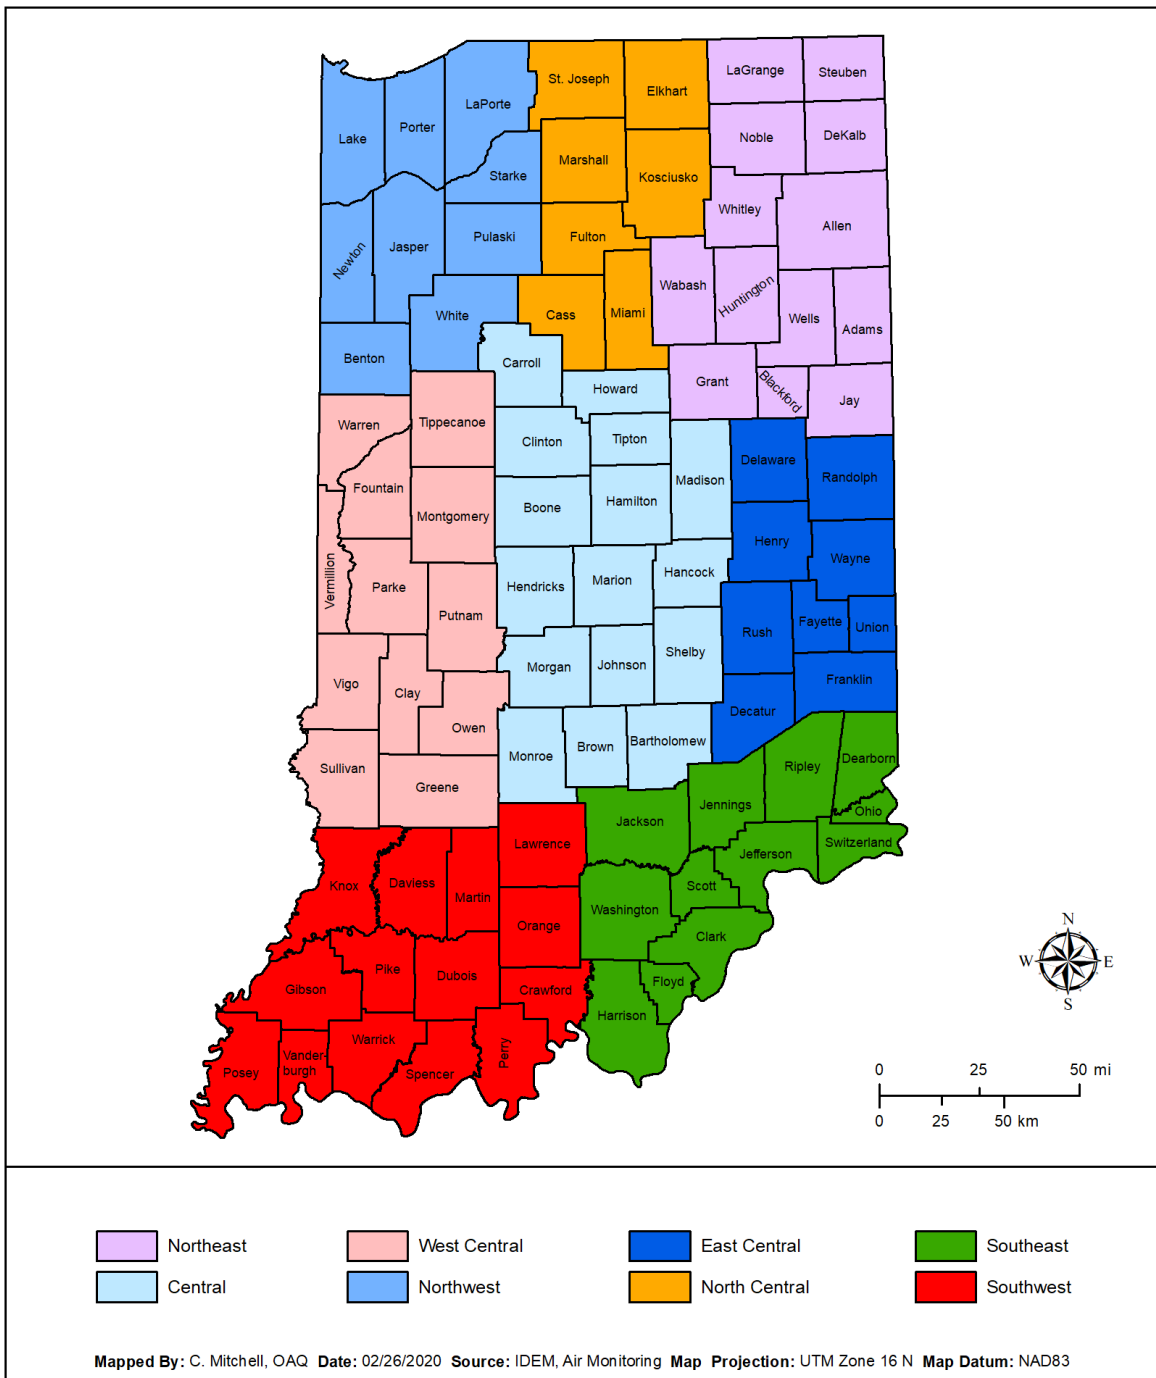 LaGrange
Steuben
St. Joseph
Elkhart
LaPorte
Porter
Lake
Noble
DeKalb
Marshall
Kosciusko
Starke
Whitley
Allen
Fulton
Pulaski
Jasper
Newton
Wabash
Huntington
Miami
Cass
White
Wells
Adams
Benton
Carroll
Howard
Grant
Blackford
Jay
Warren
Tippecanoe
Clinton
Tipton
Madison
Delaware
Randolph
Fountain
Montgomery
Boone
Hamilton
Henry
Wayne
Vermillion
Parke
Putnam
Hendricks
Marion
Hancock
Rush
Fayette
Union
Vigo
Clay
Owen
Morgan
Johnson
Shelby
Franklin
Decatur
Sullivan
Greene
Monroe
Brown
Bartholomew
Jennings
Ripley
Dearborn
Ohio
Switzerland
Jefferson
Jackson
Lawrence
Knox
Daviess
Martin
Orange
Washington
Scott
Clark
Gibson
Pike
Dubois
Crawford
Harrison
Floyd
Posey
Vander-
burgh
Warrick
Spencer
Perry
N
W
E
S
0 25 50 mi
0 25 50 km
Northeast West Central East Central Southeast
Central Northwest North Central Southwest
Mapped By: C. Mitchell, OAQ Date: 02/26/2020 Source: IDEM, Air Monitoring Map Projection: UTM Zone 16 N Map Datum: NAD83